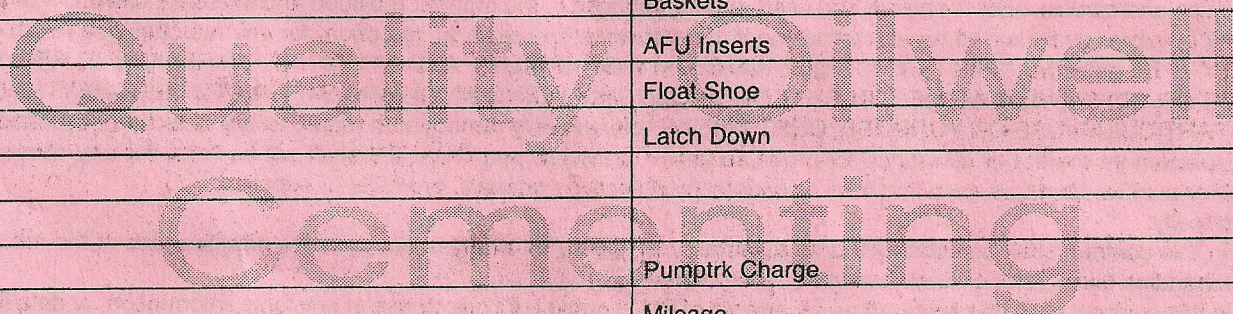 Baskets
Quality Oilwell
AFU Inserts
Float Shoe
Latch Down
Cementing
Pumptrk Charge
Mileage